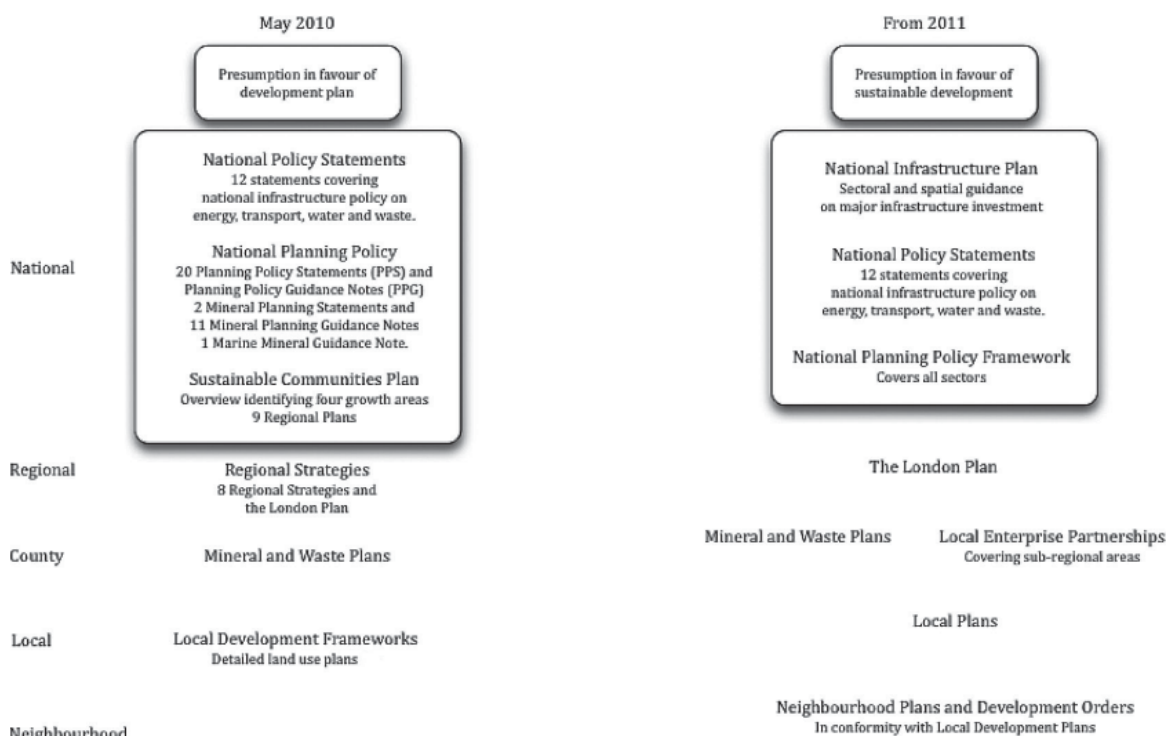 May 2010
From 2011
Presumption in favour of
development plan
Presumption in favour of
sustainable development
National
National Policy Statements
12 statements covering
national infrastructure policy on
energy, transport, water and waste.
National Planning Policy
20 Planning Policy Statements (PPS) and
Planning Policy Guidance Notes (PPG)
2 Mineral Planning Statements and
11 Mineral Planning Guidance Notes
1 Marine Mineral Guidance Note.
Sustainable Communities Plan
Overview identifying four growth areas
9 Regional Plans
National Infrastructure Plan
Sectoral and spatial guidance
on major infrastructure investment
National Policy Statements
12 statements covering
national infrastructure policy on
energy, transport, water and waste.
National Planning Policy Framework
Covers all sectors
Regional
Regional Strategies
8 Regional Strategies and
the London Plan
The London Plan
County
Mineral and Waste Plans
Mineral and Waste Plans
Local Enterprise Partnerships
Covering sub-regional areas
Local
Local Development Frameworks
Detailed land use plans
Local Plans
Neighbourhood
Neighbourhood Plans and Development Orders
In conformity with Local Development Plans